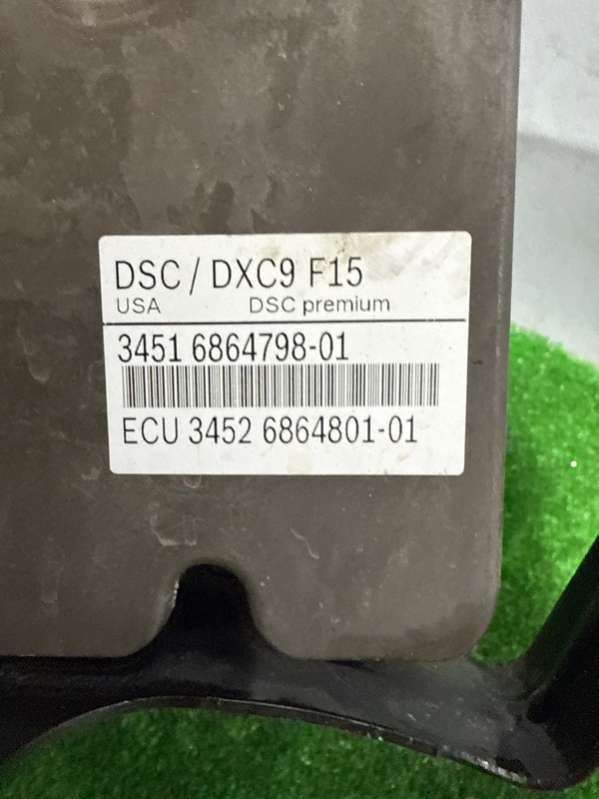 DSC / DXC9 F15
USA DSC premium
3451 6864798-01
ECU 3452 6864801-01